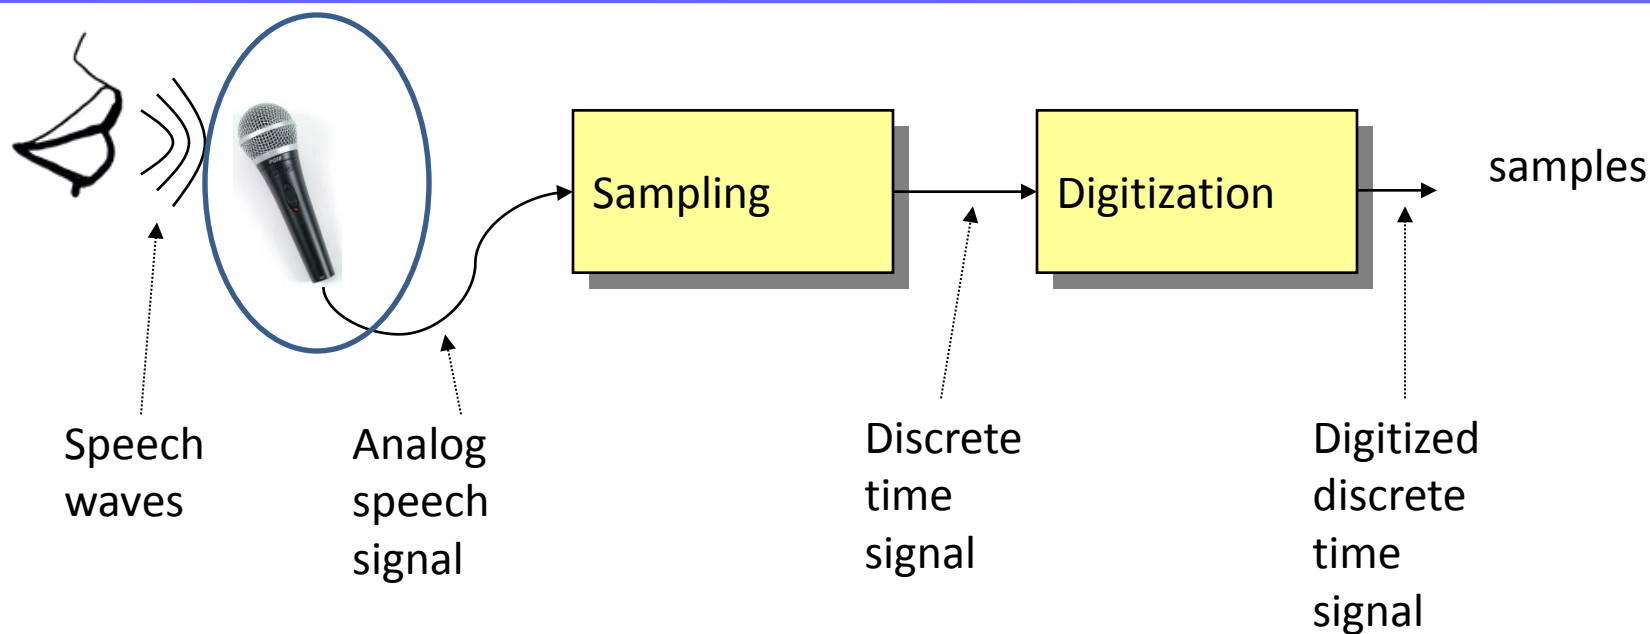 Sampling
Digitization
samples
Speech
waves
Analog
speech
signal
Discrete
time
signal
Digitized
discrete
time
signal